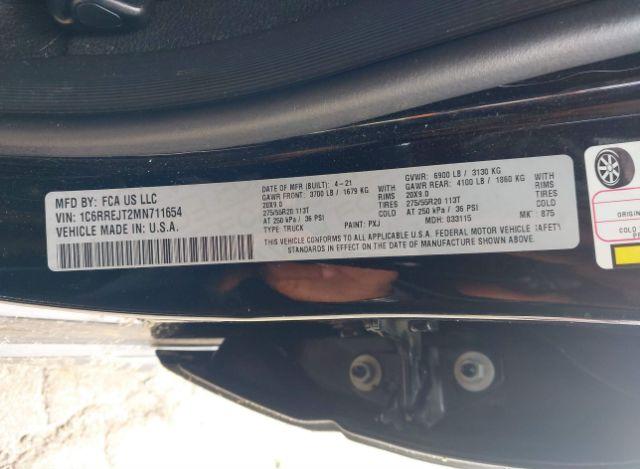 MFD BY: FCA US LLC
VIN: 1C6RREJT2MN711654
VEHICLE MADE IN: U.S.A.
DATE OF MFR (BUILT): 4-21
GAWR FRONT: 3700 LB / 1679 KG
20X9.0 RIMS
275/55R20 113T TIRES
AT 250 kPa / 36 PSI COLD
TYPE: TRUCK PAINT: PXJ
GVWR: 6900 LB / 3130 KG
GAWR REAR: 4100 LB / 1860 KG
20X9.0 RIMS
275/55R20 113T TIRES
AT 250 kPa / 36 PSI COLD
MDH: 033115 MK: 875
THIS VEHICLE CONFORMS TO ALL APPLICABLE U.S.A. FEDERAL MOTOR VEHICLE SAFETY
STANDARDS IN EFFECT ON THE DATE OF MANUFACTURE SHOWN ABOVE
ORIGIN
COLD